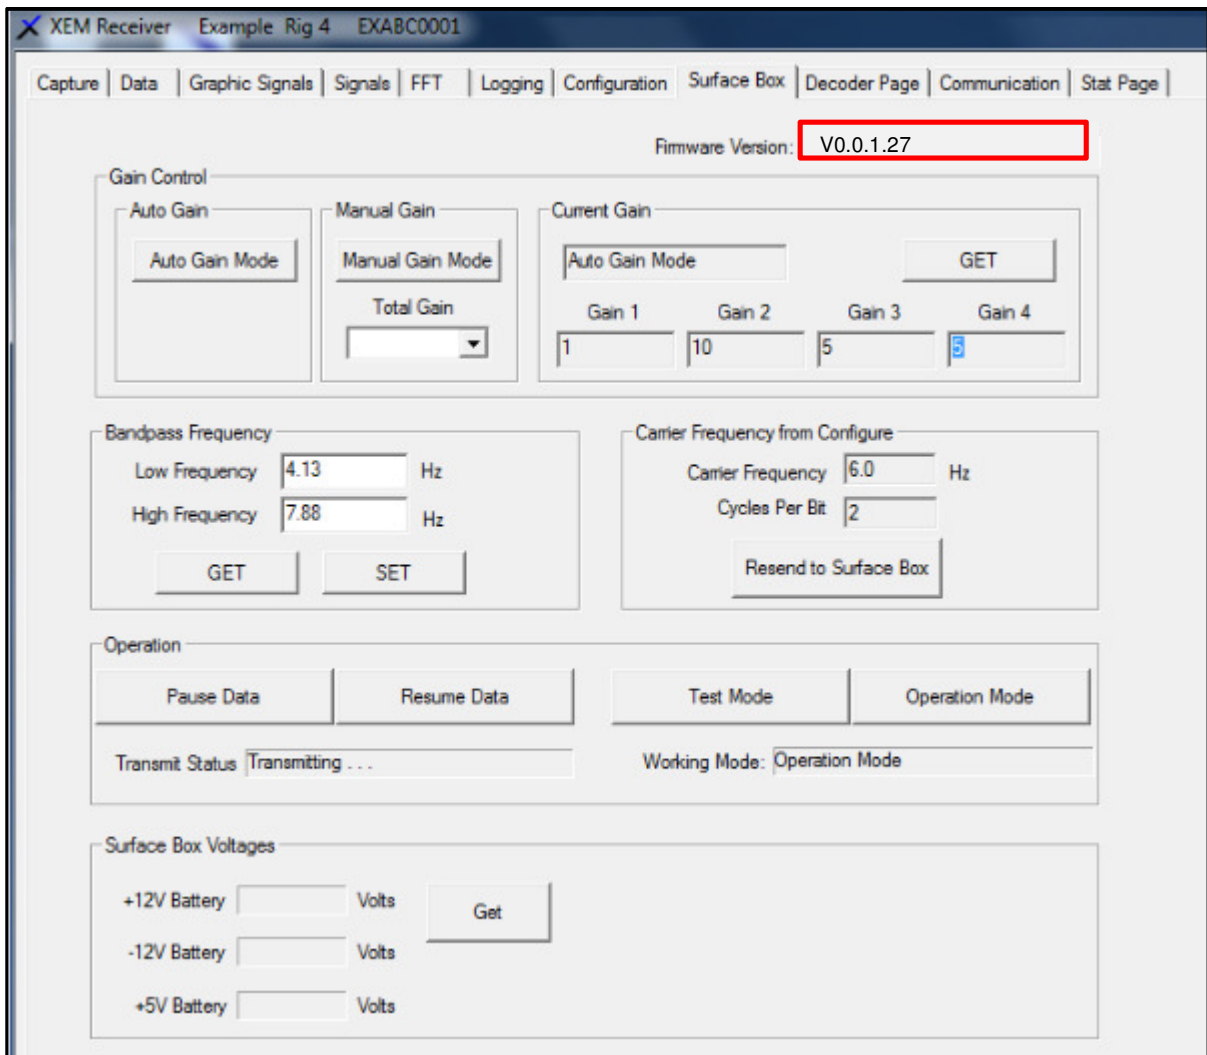 XEM Receiver Example Rig 4 EXABC0001
Capture Data Graphic Signals Signals FFT Logging Configuration Surface Box Decoder Page Communication Stat Page
Firmware Version: V0.0.1.27
Gain Control
Auto Gain Manual Gain Current Gain
Auto Gain Mode Manual Gain Mode Auto Gain Mode GET
Total Gain Gain 1 Gain 2 Gain 3 Gain 4
1 10 5 5
Bandpass Frequency Carrier Frequency from Configure
Low Frequency 4.13 Hz Carrier Frequency 6.0 Hz
High Frequency 7.88 Hz Cycles Per Bit 2
GET SET Resend to Surface Box
Operation
Pause Data Resume Data Test Mode Operation Mode
Transmit Status Transmitting . . . Working Mode: Operation Mode
Surface Box Voltages
+12V Battery Volts Get
-12V Battery Volts
+5V Battery Volts